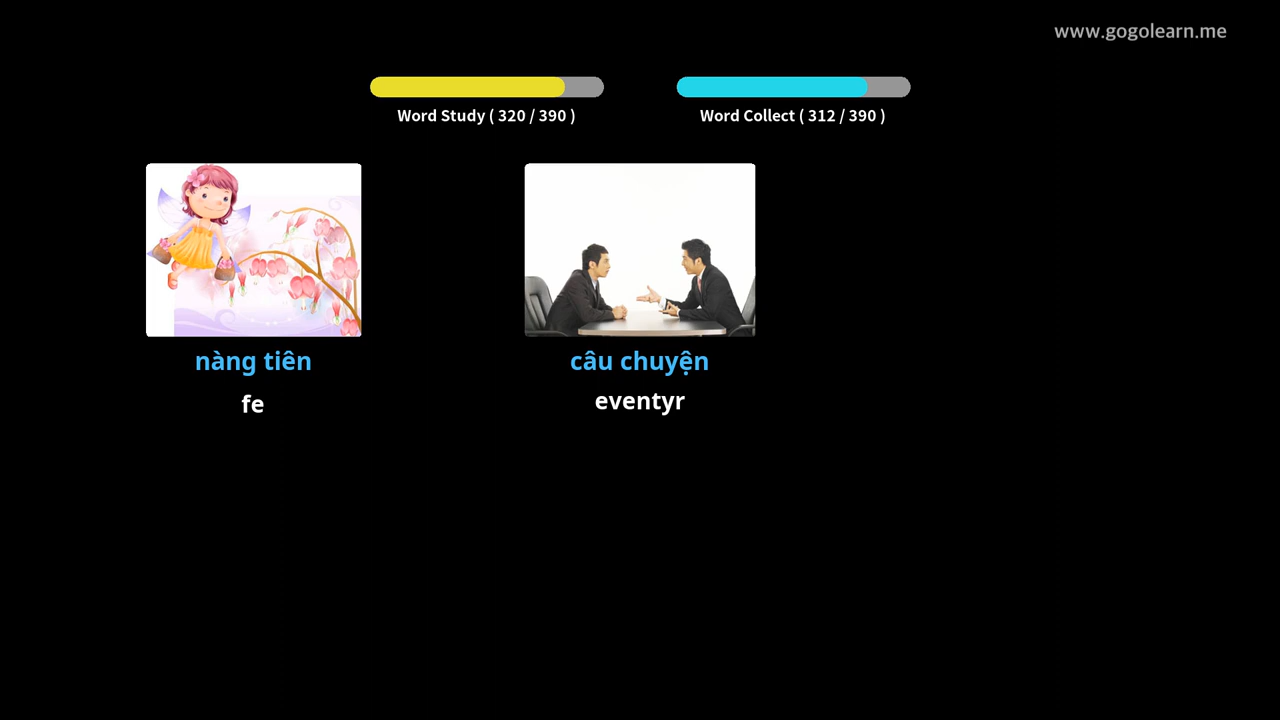 www.gogolearn.me
Word Study ( 320 / 390 )
Word Collect ( 312 / 390 )
nàng tiên
fe
câu chuyện
eventyr